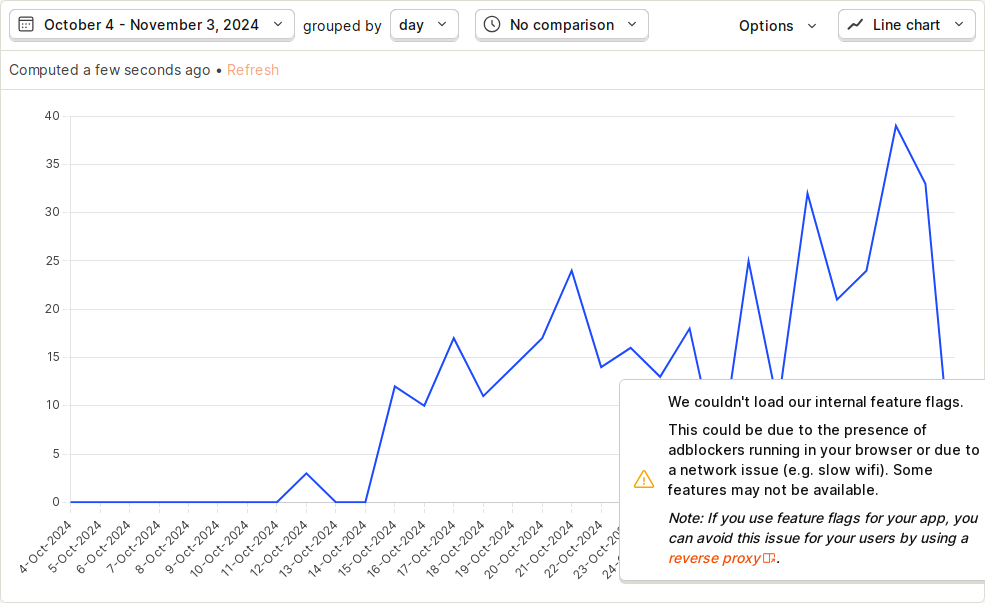 October 4 - November 3, 2024 grouped by day No comparison Options Line chart
Computed a few seconds ago • Refresh
40
35
30
25
20
15
10
5
0
4-Oct-2024
5-Oct-2024
6-Oct-2024
7-Oct-2024
8-Oct-2024
9-Oct-2024
10-Oct-2024
11-Oct-2024
12-Oct-2024
13-Oct-2024
14-Oct-2024
15-Oct-2024
16-Oct-2024
17-Oct-2024
18-Oct-2024
19-Oct-2024
20-Oct-2024
21-Oct-2024
22-Oct-2024
We couldn't load our internal feature flags.
This could be due to the presence of
adblockers running in your browser or due to
a network issue (e.g. slow wifi). Some
features may not be available.
Note: If you use feature flags for your app, you
can avoid this issue for your users by using a
reverse proxy.